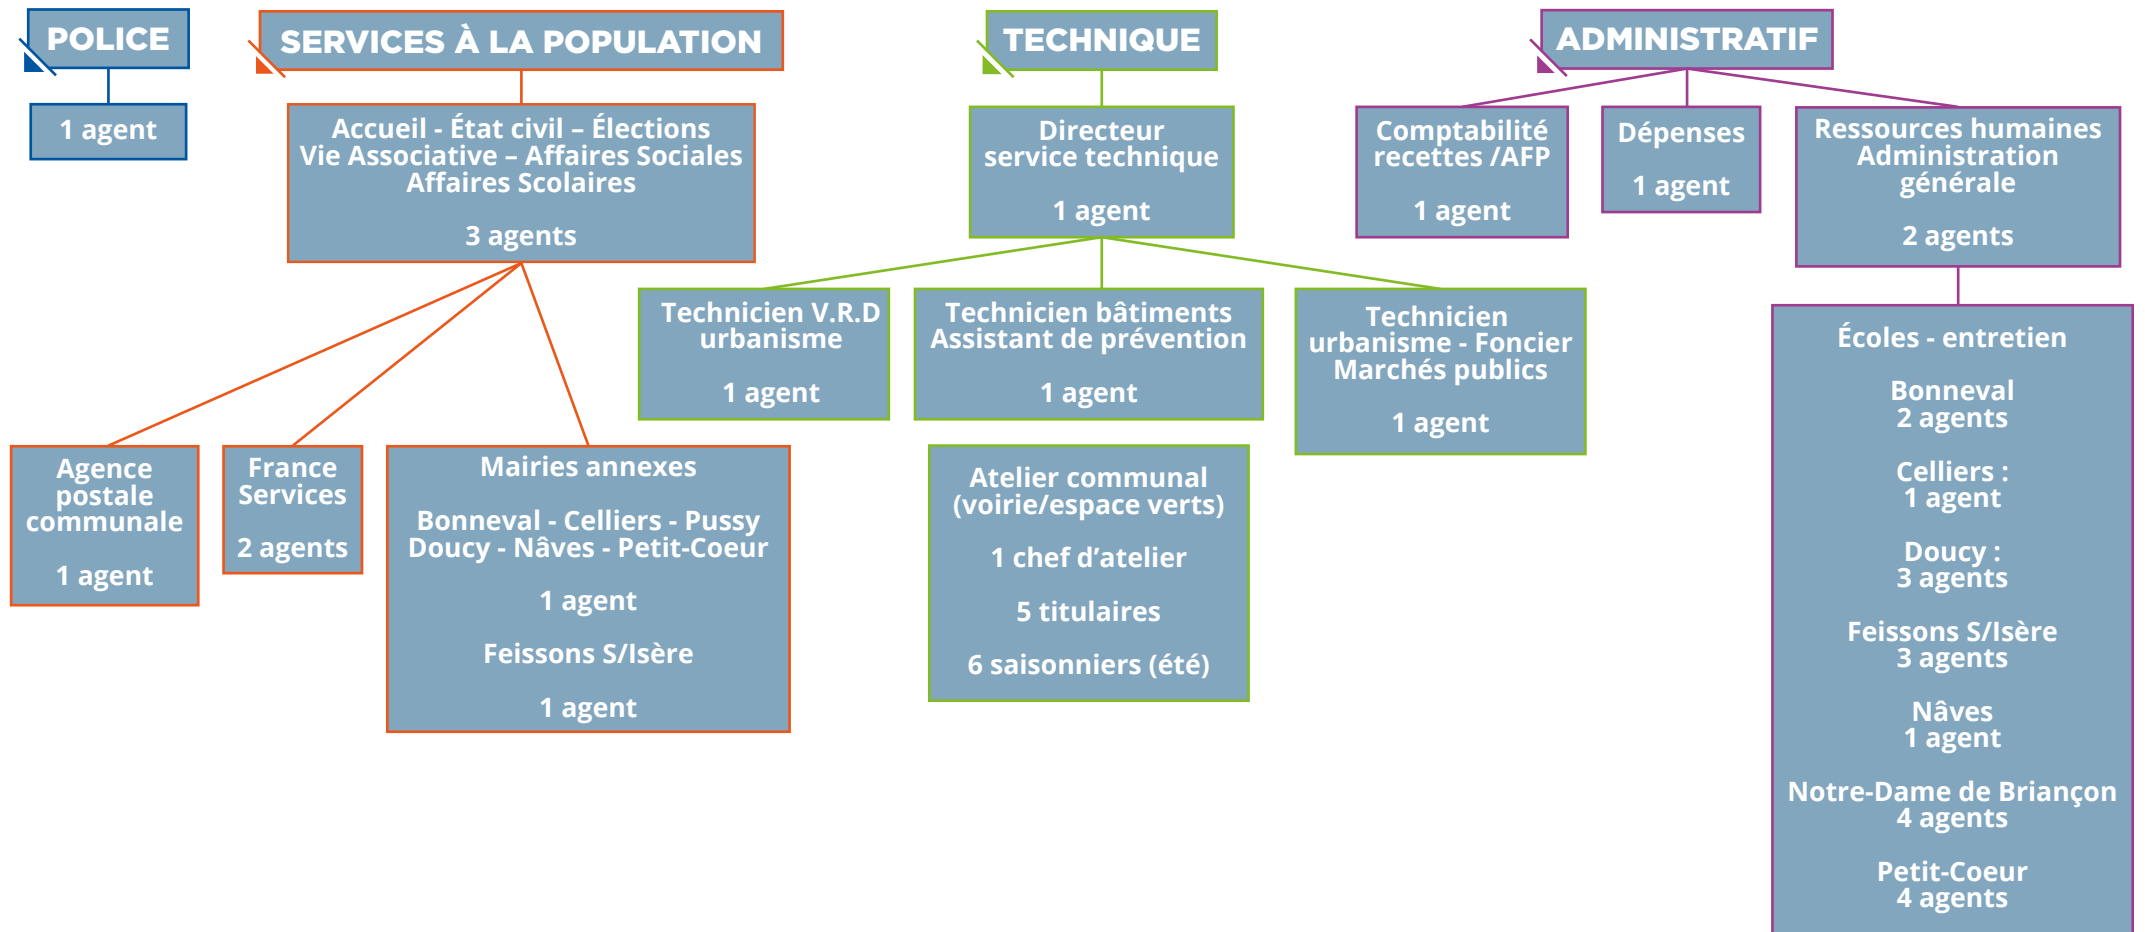 POLICE
1 agent
SERVICES À LA POPULATION
Accueil - État civil – Élections
Vie Associative – Affaires Sociales
Affaires Scolaires
3 agents
Agence
postale
communale
1 agent
France
Services
2 agents
Mairies annexes
Bonneval - Celliers - Pussy
Doucy - Nâves - Petit-Coeur
1 agent
Feissons S/Isère
1 agent
TECHNIQUE
Directeur
service technique
1 agent
Technicien V.R.D
urbanisme
1 agent
Technicien bâtiments
Assistant de prévention
1 agent
Technicien
urbanisme - Foncier
Marchés publics
1 agent
Atelier communal
(voirie/espace verts)
1 chef d’atelier
5 titulaires
6 saisonniers (été)
ADMINISTRATIF
Comptabilité
recettes /AFP
1 agent
Dépenses
1 agent
Ressources humaines
Administration
générale
2 agents
Écoles - entretien
Bonneval
2 agents
Celliers :
1 agent
Doucy :
3 agents
Feissons S/Isère
3 agents
Nâves
1 agent
Notre-Dame de Briançon
4 agents
Petit-Coeur
4 agents